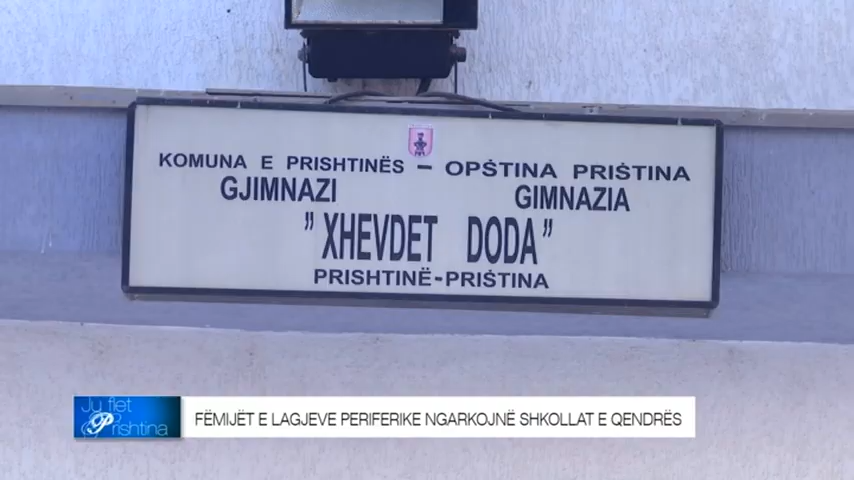 KOMUNA E PRISHTINËS - OPŠTINA PRIŠTINA
GJIMNAZI GIMNAZIA
"XHEVDET DODA"
PRISHTINË-PRIŠTINA
Ju flet
Prishtina
FËMIJËT E LAGJEVE PERIFERIKE NGARKOJNË SHKOLLAT E QENDRËS